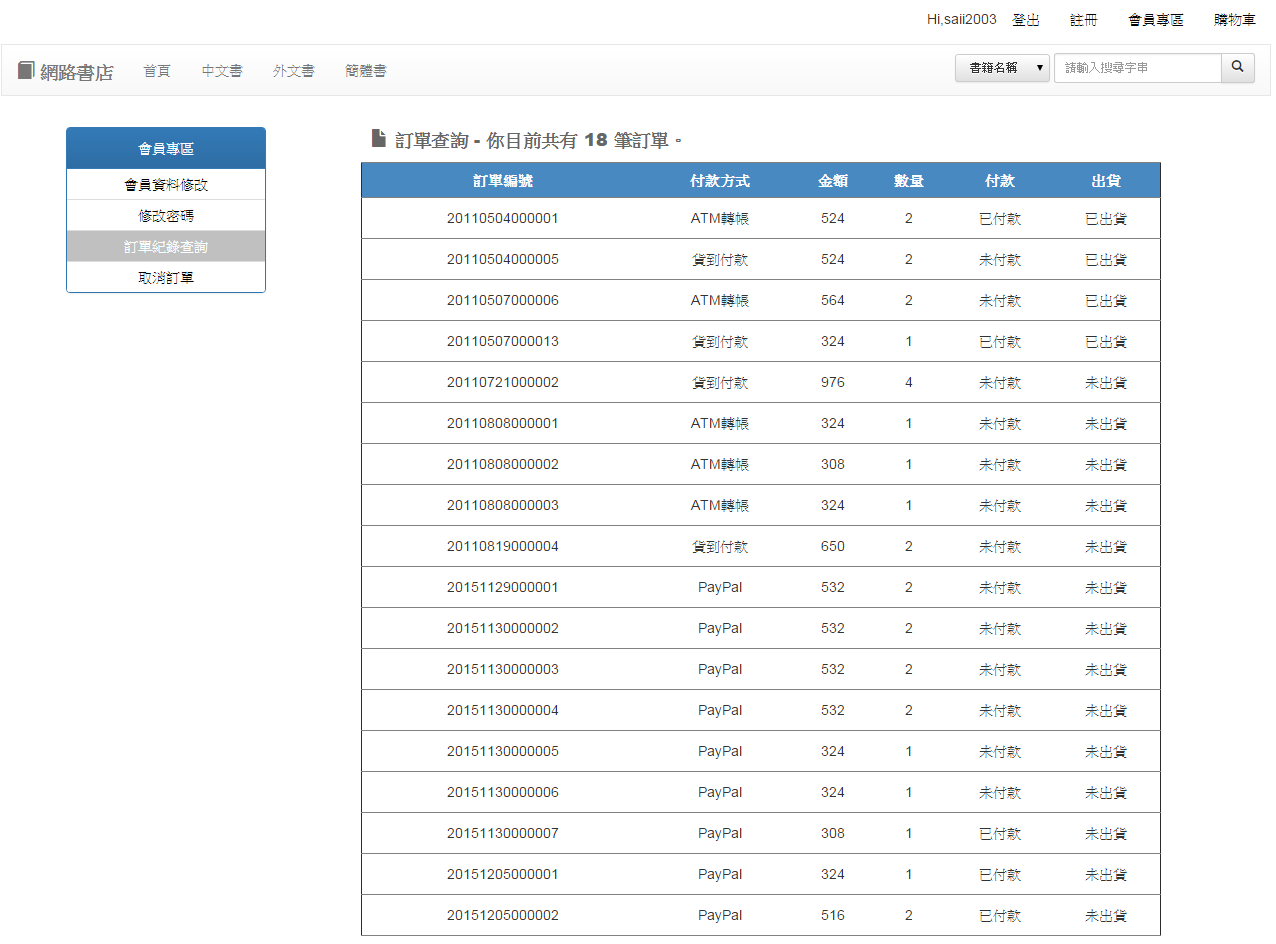 Hi,saii2003 登出 註冊 會員專區 購物車
網路書店 首頁 中文書 外文書 簡體書 書籍名稱 請輸入搜尋字串
會員專區
會員資料修改
修改密碼
訂單紀錄查詢
取消訂單
訂單查詢 - 你目前共有 18 筆訂單。
訂單編號 付款方式 金額 數量 付款 出貨
20110504000001 ATM轉帳 524 2 已付款 已出貨
20110504000005 貨到付款 524 2 未付款 已出貨
20110507000006 ATM轉帳 564 2 未付款 已出貨
20110507000013 貨到付款 324 1 已付款 已出貨
20110721000002 貨到付款 976 4 未付款 未出貨
20110808000001 ATM轉帳 324 1 未付款 未出貨
20110808000002 ATM轉帳 308 1 未付款 未出貨
20110808000003 ATM轉帳 324 1 未付款 未出貨
20110819000004 貨到付款 650 2 未付款 未出貨
20151129000001 PayPal 532 2 未付款 未出貨
20151130000002 PayPal 532 2 未付款 未出貨
20151130000003 PayPal 532 2 未付款 未出貨
20151130000004 PayPal 532 2 未付款 未出貨
20151130000005 PayPal 324 1 未付款 未出貨
20151130000006 PayPal 324 1 未付款 未出貨
20151130000007 PayPal 308 1 已付款 未出貨
20151205000001 PayPal 324 1 已付款 未出貨
20151205000002 PayPal 516 2 已付款 未出貨